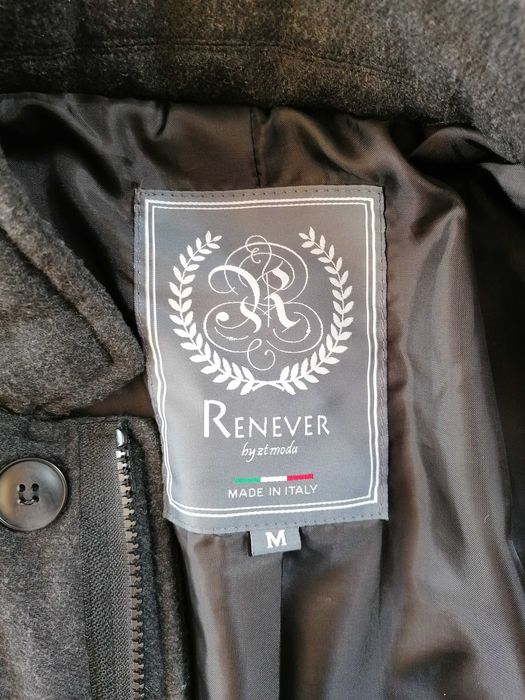 R
RENEVER
by zt moda
MADE IN ITALY
M